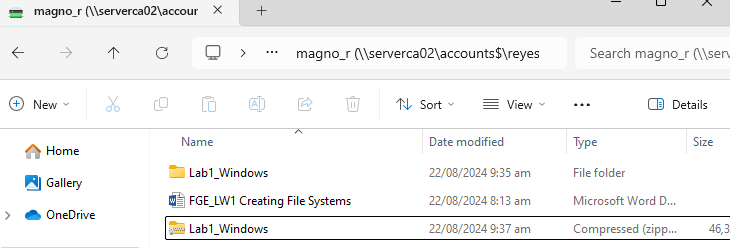 magno_r (\\serverca02\accour
magno_r (\\serverca02\accounts$\reyes
Search magno_r (\\serv
New
Sort
View
Details
Name
Date modified
Type
Size
Home
Gallery
OneDrive
Lab1_Windows
22/08/2024 9:35 am
File folder
FGE_LW1 Creating File Systems
22/08/2024 8:13 am
Microsoft Word D...
Lab1_Windows
22/08/2024 9:37 am
Compressed (zipp...
46,3